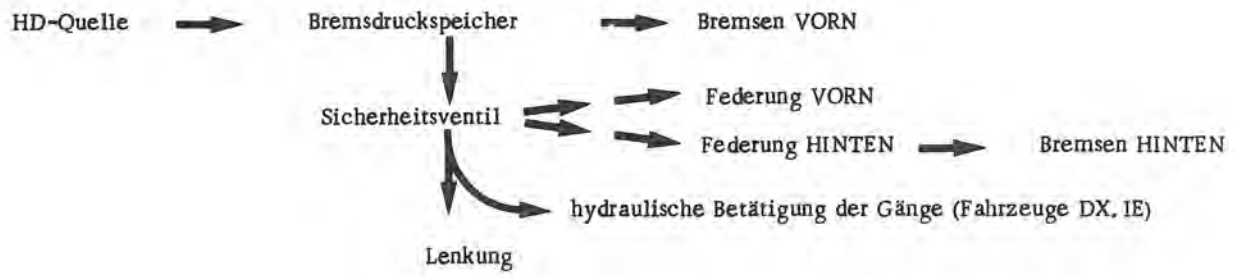 HD-Quelle Bremsdruckspeicher Bremsen VORN
Federung VORN
Sicherheitsventil
Federung HINTEN Bremsen HINTEN
hydraulische Betätigung der Gänge (Fahrzeuge DX, IE)
Lenkung